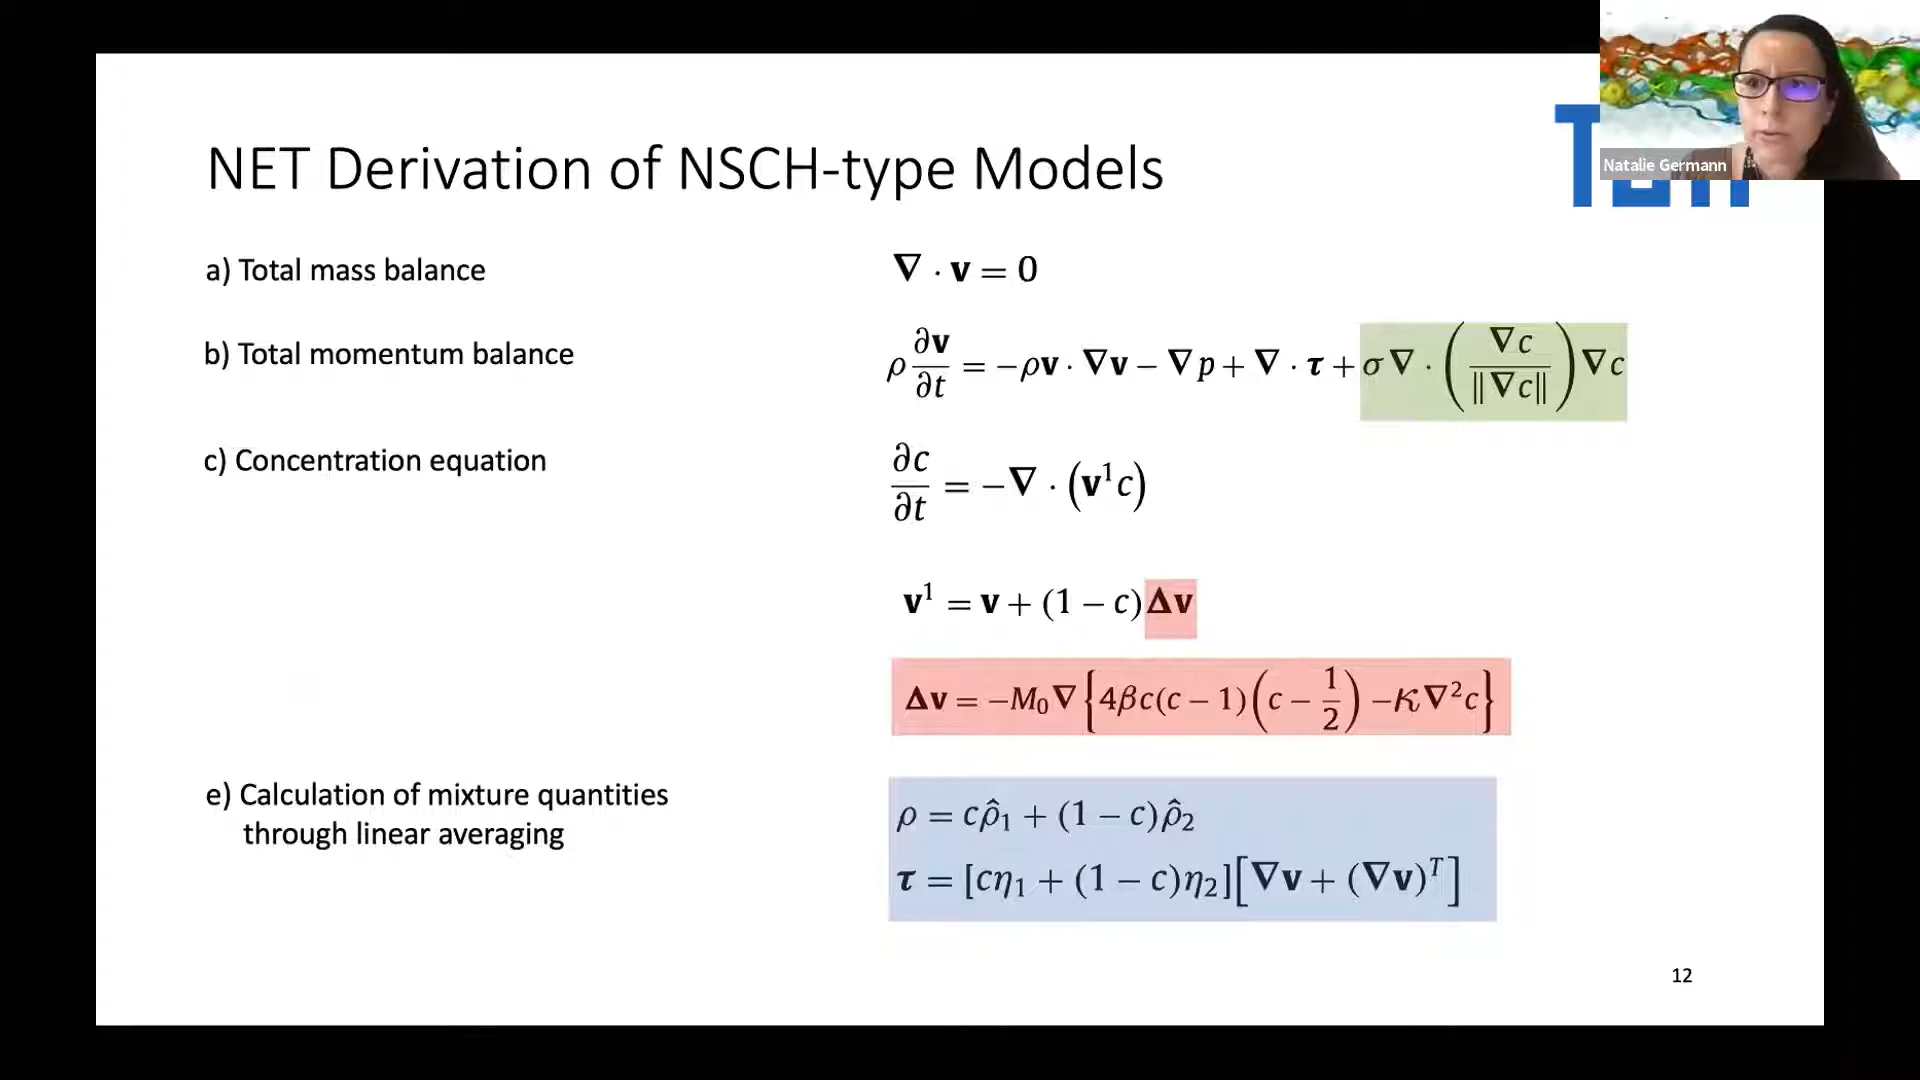 NET Derivation of NSCH-type Models
Natalie Germann
a) Total mass balance
∇ · v = 0
b) Total momentum balance
ρ ∂v/∂t = −ρv · ∇v − ∇p + ∇ · τ + σ∇ · (∇c/‖∇c‖)∇c
c) Concentration equation
∂c/∂t = −∇ · (v¹c)
v¹ = v + (1 − c)Δv
Δv = −M₀∇{4βc(c − 1)(c − 1/2) −κ∇²c}
e) Calculation of mixture quantities
through linear averaging
ρ = cρ̂₁ + (1 − c)ρ̂₂
τ = [cη₁ + (1 − c)η₂][∇v + (∇v)ᵀ]
12